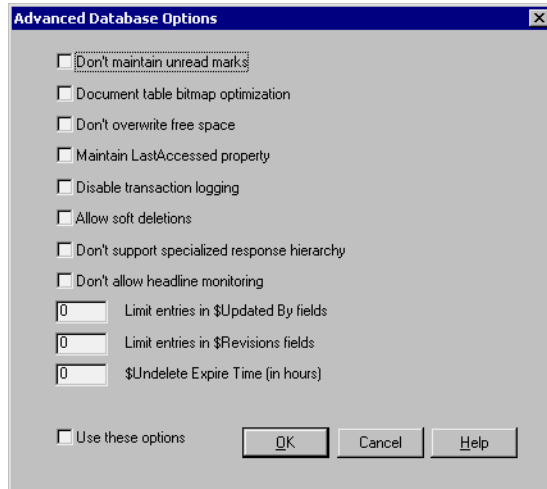 Advanced Database Options
Don't maintain unread marks
Document table bitmap optimization
Don't overwrite free space
Maintain LastAccessed property
Disable transaction logging
Allow soft deletions
Don't support specialized response hierarchy
Don't allow headline monitoring
0 Limit entries in $Updated By fields
0 Limit entries in $Revisions fields
0 $Undelete Expire Time (in hours)
Use these options OK Cancel Help